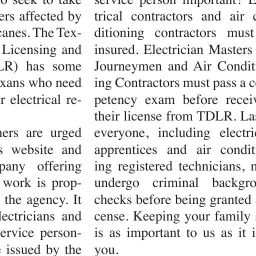 to seek to take
ers affected by
canes. The Tex-
Licensing and
LR) has some
exans who need
r electrical re-
ners are urged
s website and
pany offering
work is prop-
the agency. It
lectricians and
service person-
e issued by the
service person important? E
trical contractors and air c
ditioning contractors must
insured. Electrician Masters
Journeymen and Air Condit
ing Contractors must pass a c
petency exam before receiv
their license from TDLR. Las
everyone, including electric
apprentices and air condit
ing registered technicians, m
undergo criminal backgro
checks before being granted
cense. Keeping your family s
is as important to us as it i
you.